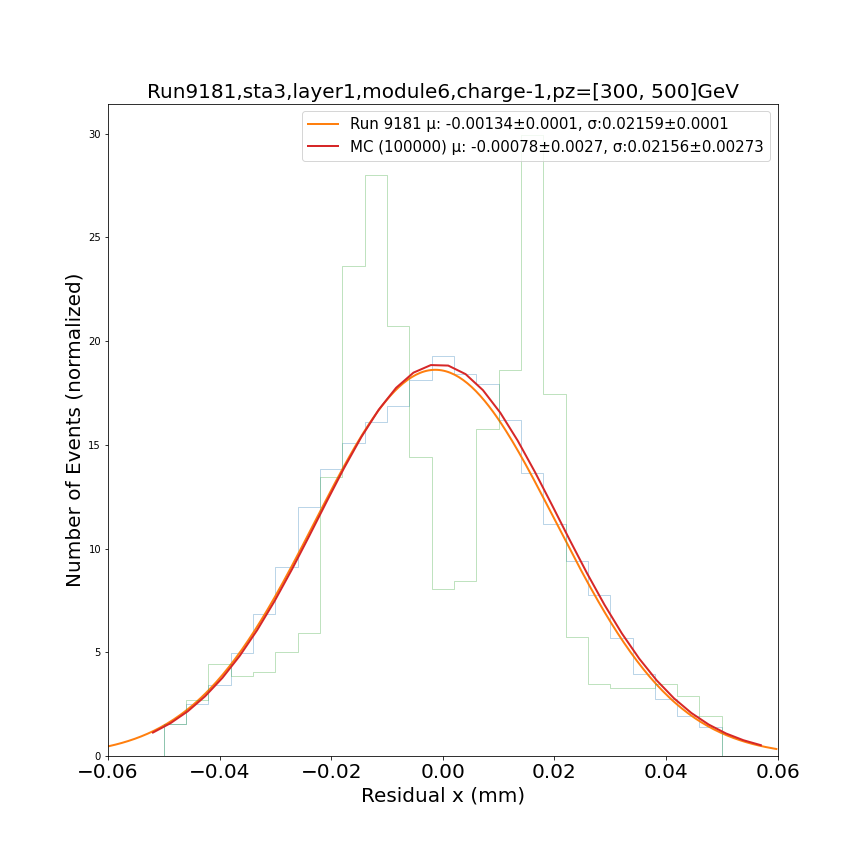 Run9181,sta3,layer1,module6,charge-1,pz=[300, 500]GeV
Run 9181 μ: -0.00134±0.0001, σ:0.02159±0.0001
MC (100000) μ: -0.00078±0.0027, σ:0.02156±0.00273
30
25
20
15
10
5
0
Number of Events (normalized)
−0.06 −0.04 −0.02 0.00 0.02 0.04 0.06
Residual x (mm)